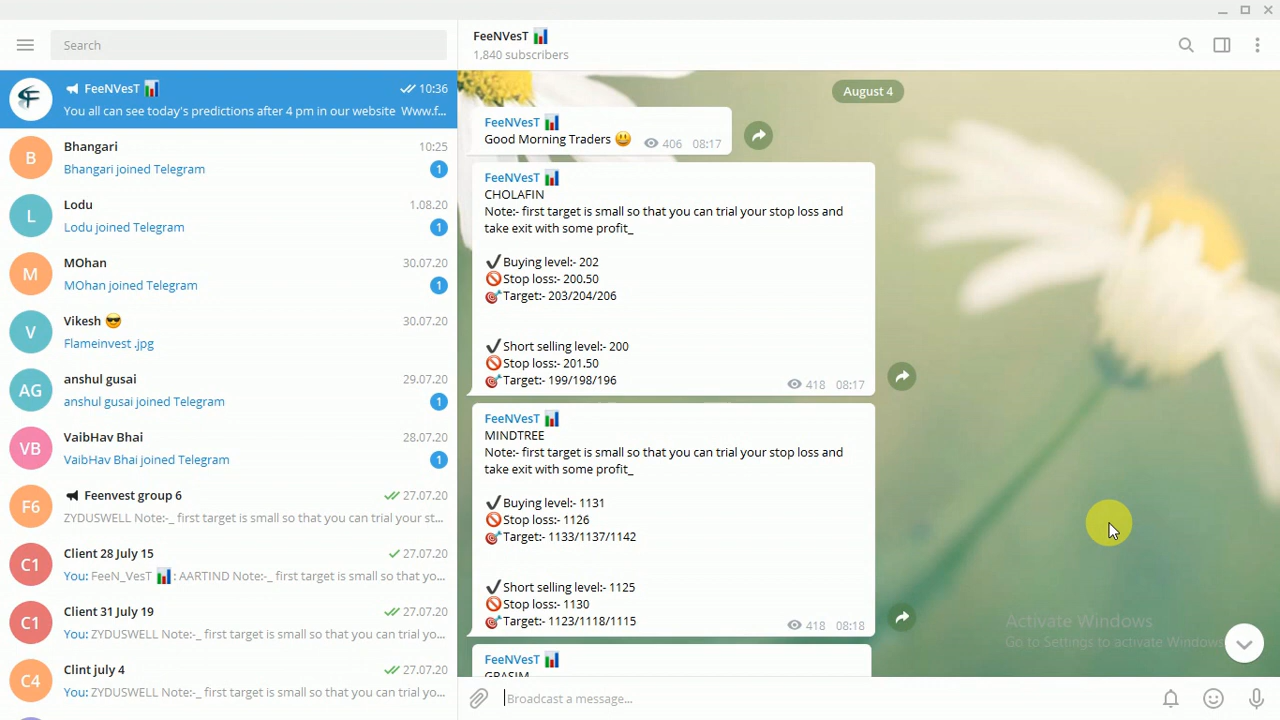 Search
FeeNVesT 📊
10:36
You all can see today's predictions after 4 pm in our website Www.f...
B
Bhangari
10:25
Bhangari joined Telegram
1
L
Lodu
1.08.20
Lodu joined Telegram
1
M
MOhan
30.07.20
MOhan joined Telegram
1
V
Vikesh 😎
30.07.20
Flameinvest .jpg
AG
anshul gusai
29.07.20
anshul gusai joined Telegram
1
VB
VaibHav Bhai
28.07.20
VaibHav Bhai joined Telegram
1
F6
Feenvest group 6
27.07.20
ZYDUSWELL Note:-_ first target is small so that you can trial your st...
C1
Client 28 July 15
27.07.20
You: FeeN_VesT 📊: AARTIND Note:-_ first target is small so that yo...
C1
Client 31 July 19
27.07.20
You: ZYDUSWELL Note:-_ first target is small so that you can trial yo...
C4
Clint july 4
27.07.20
You: ZYDUSWELL Note:-_ first target is small so that you can trial yo...
FeeNVesT 📊
1,840 subscribers
August 4
FeeNVesT 📊
Good Morning Traders 😃
406 08:17
FeeNVesT 📊
CHOLAFIN
Note:- first target is small so that you can trial your stop loss and
take exit with some profit_
✔Buying level:- 202
🚫Stop loss:- 200.50
🎯Target:- 203/204/206
✔Short selling level:- 200
🚫Stop loss:- 201.50
🎯Target:- 199/198/196
418 08:17
FeeNVesT 📊
MINDTREE
Note:- first target is small so that you can trial your stop loss and
take exit with some profit_
✔Buying level:- 1131
🚫Stop loss:- 1126
🎯Target:- 1133/1137/1142
✔Short selling level:- 1125
🚫Stop loss:- 1130
🎯Target:- 1123/1118/1115
418 08:18
FeeNVesT 📊
GRASIM
Activate Windows
Go to Settings to activate Windows
Broadcast a message...